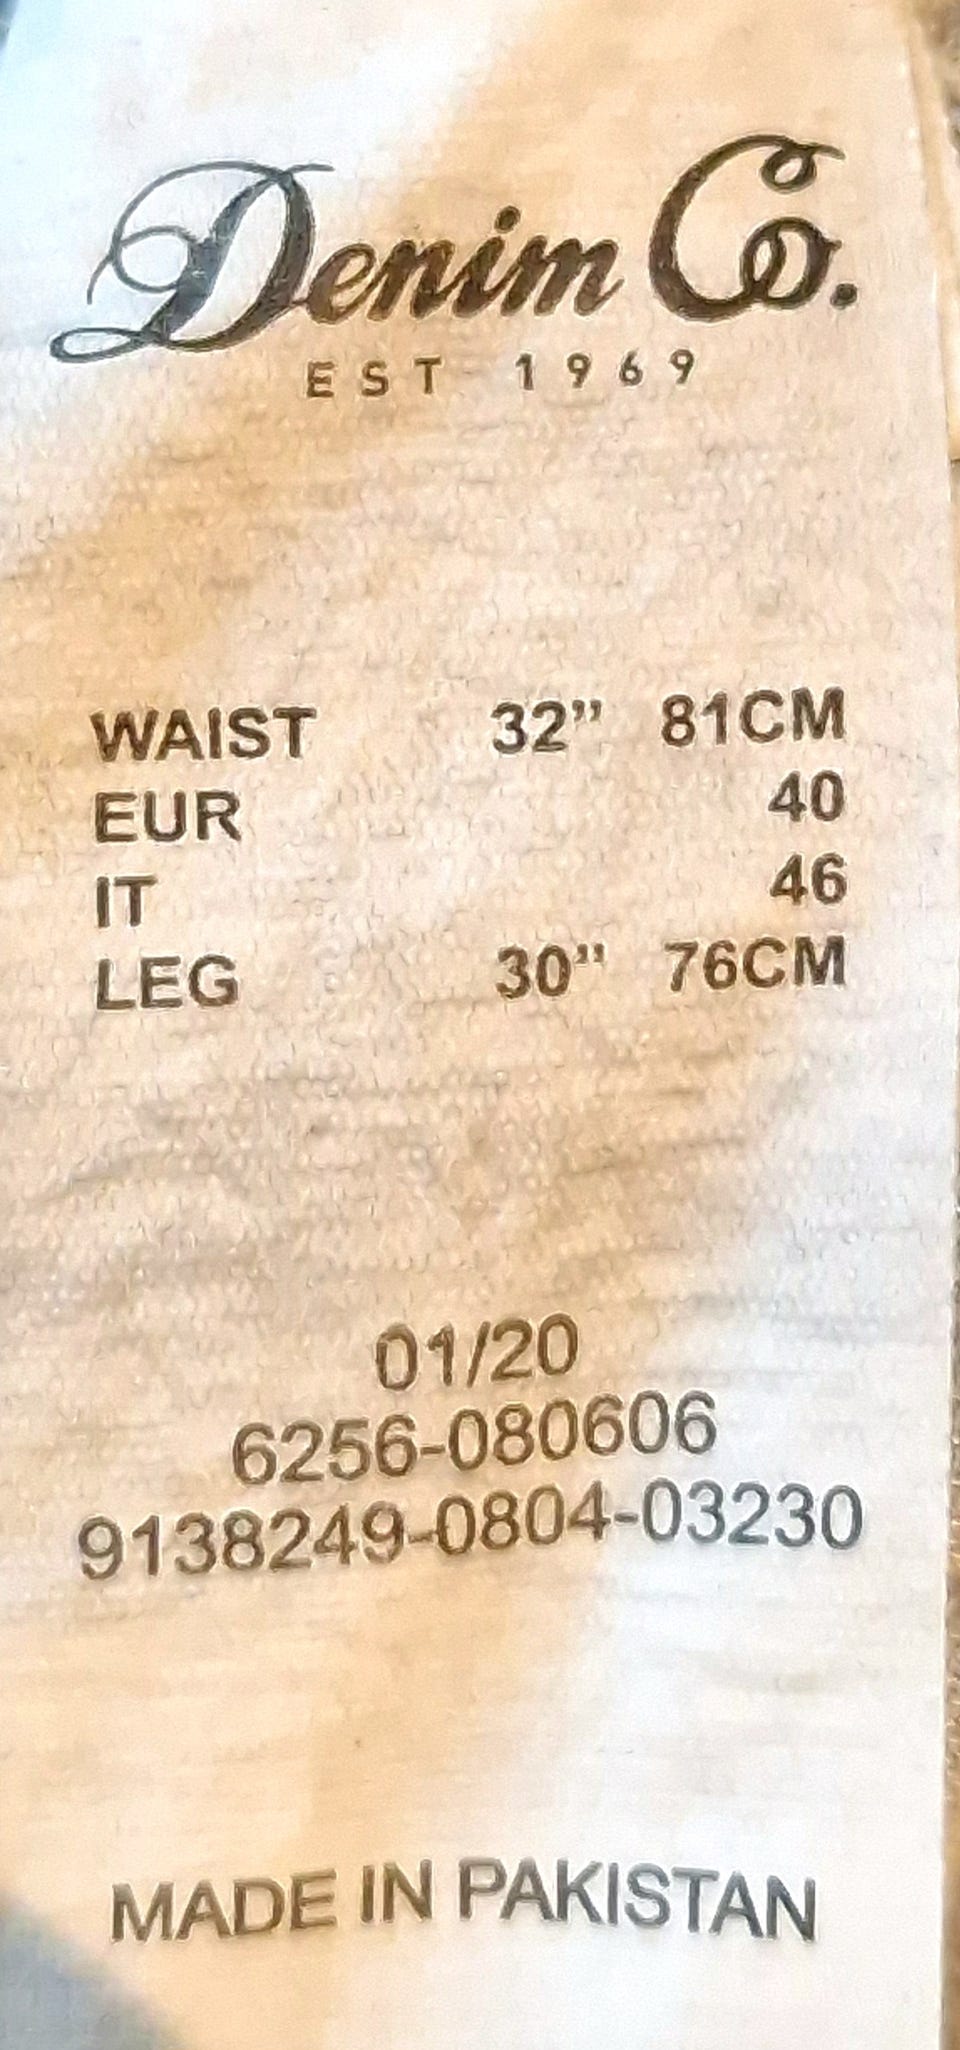 Denim Co.
EST 1969
WAIST 32” 81CM
EUR 40
IT 46
LEG 30” 76CM
01/20
6256-080606
9138249-0804-03230
MADE IN PAKISTAN